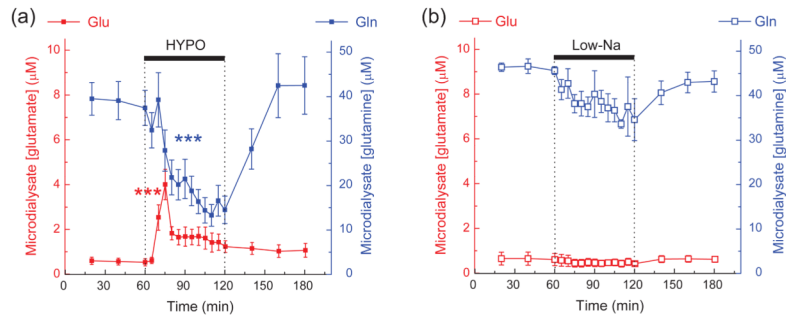 (a)
Glu
Gln
HYPO
Microdialysate [glutamate] (μM)
10
8
6
4
2
0
***
***
50
40
30
20
10
0
Microdialysate [glutamine] (μM)
0 30 60 90 120 150 180
Time (min)
(b)
Glu
Gln
Low-Na
Microdialysate [glutamate] (μM)
10
8
6
4
2
0
50
40
30
20
10
0
Microdialysate [glutamine] (μM)
0 30 60 90 120 150 180
Time (min)